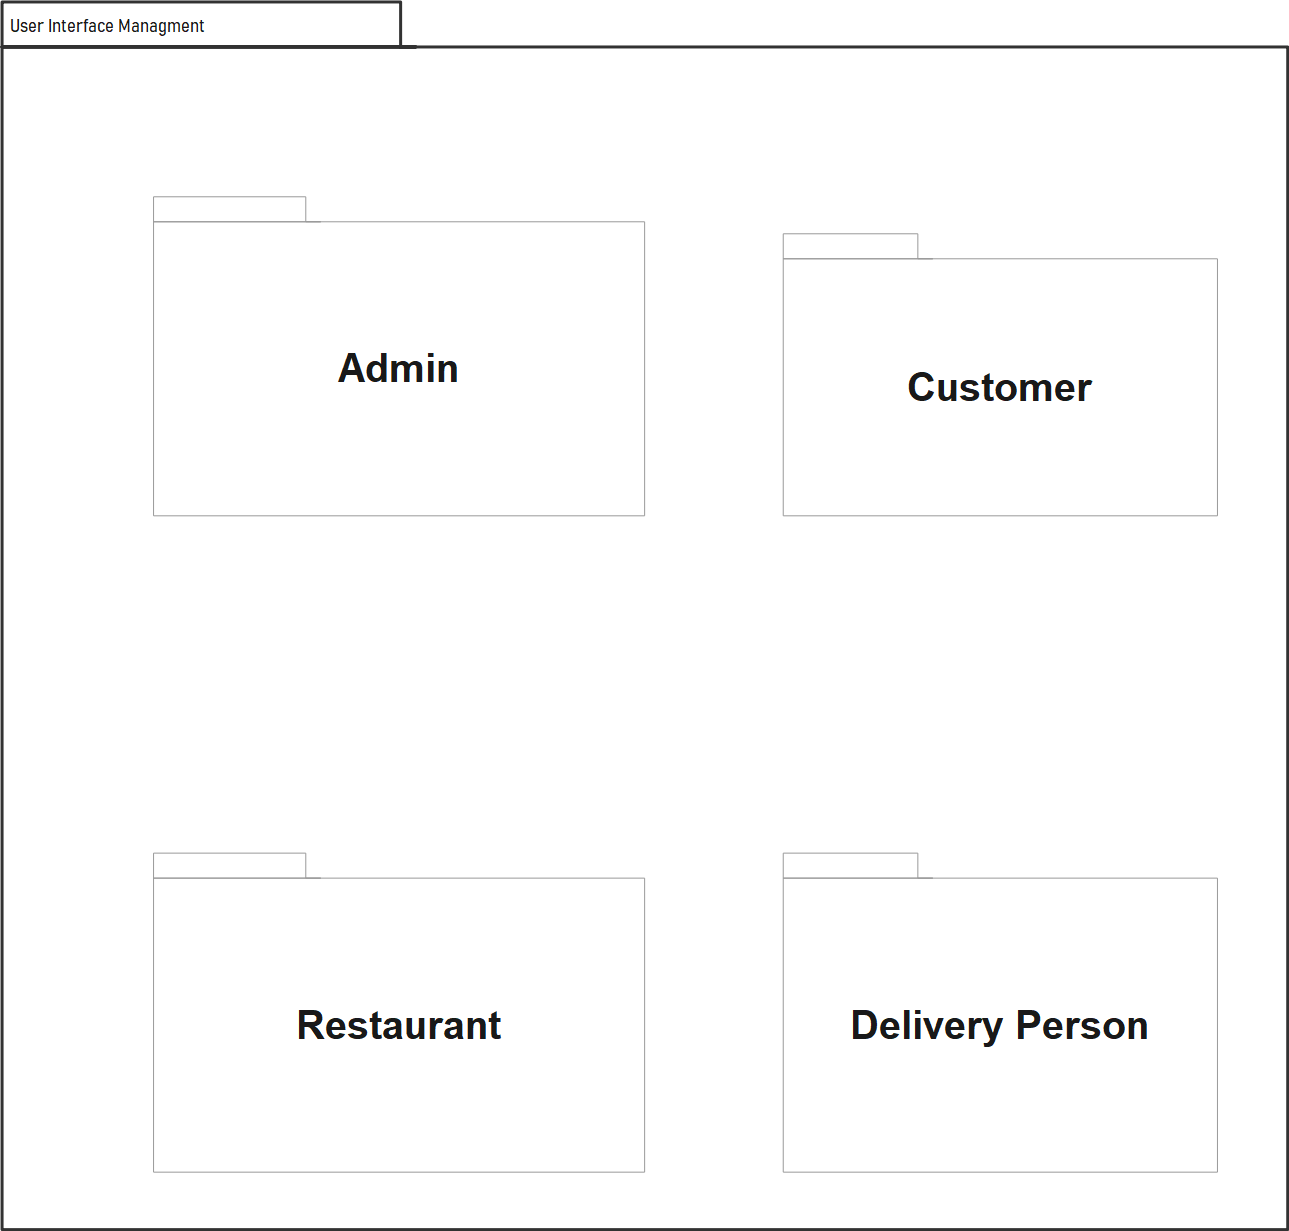 User Interface Managment
Admin
Customer
Restaurant
Delivery Person